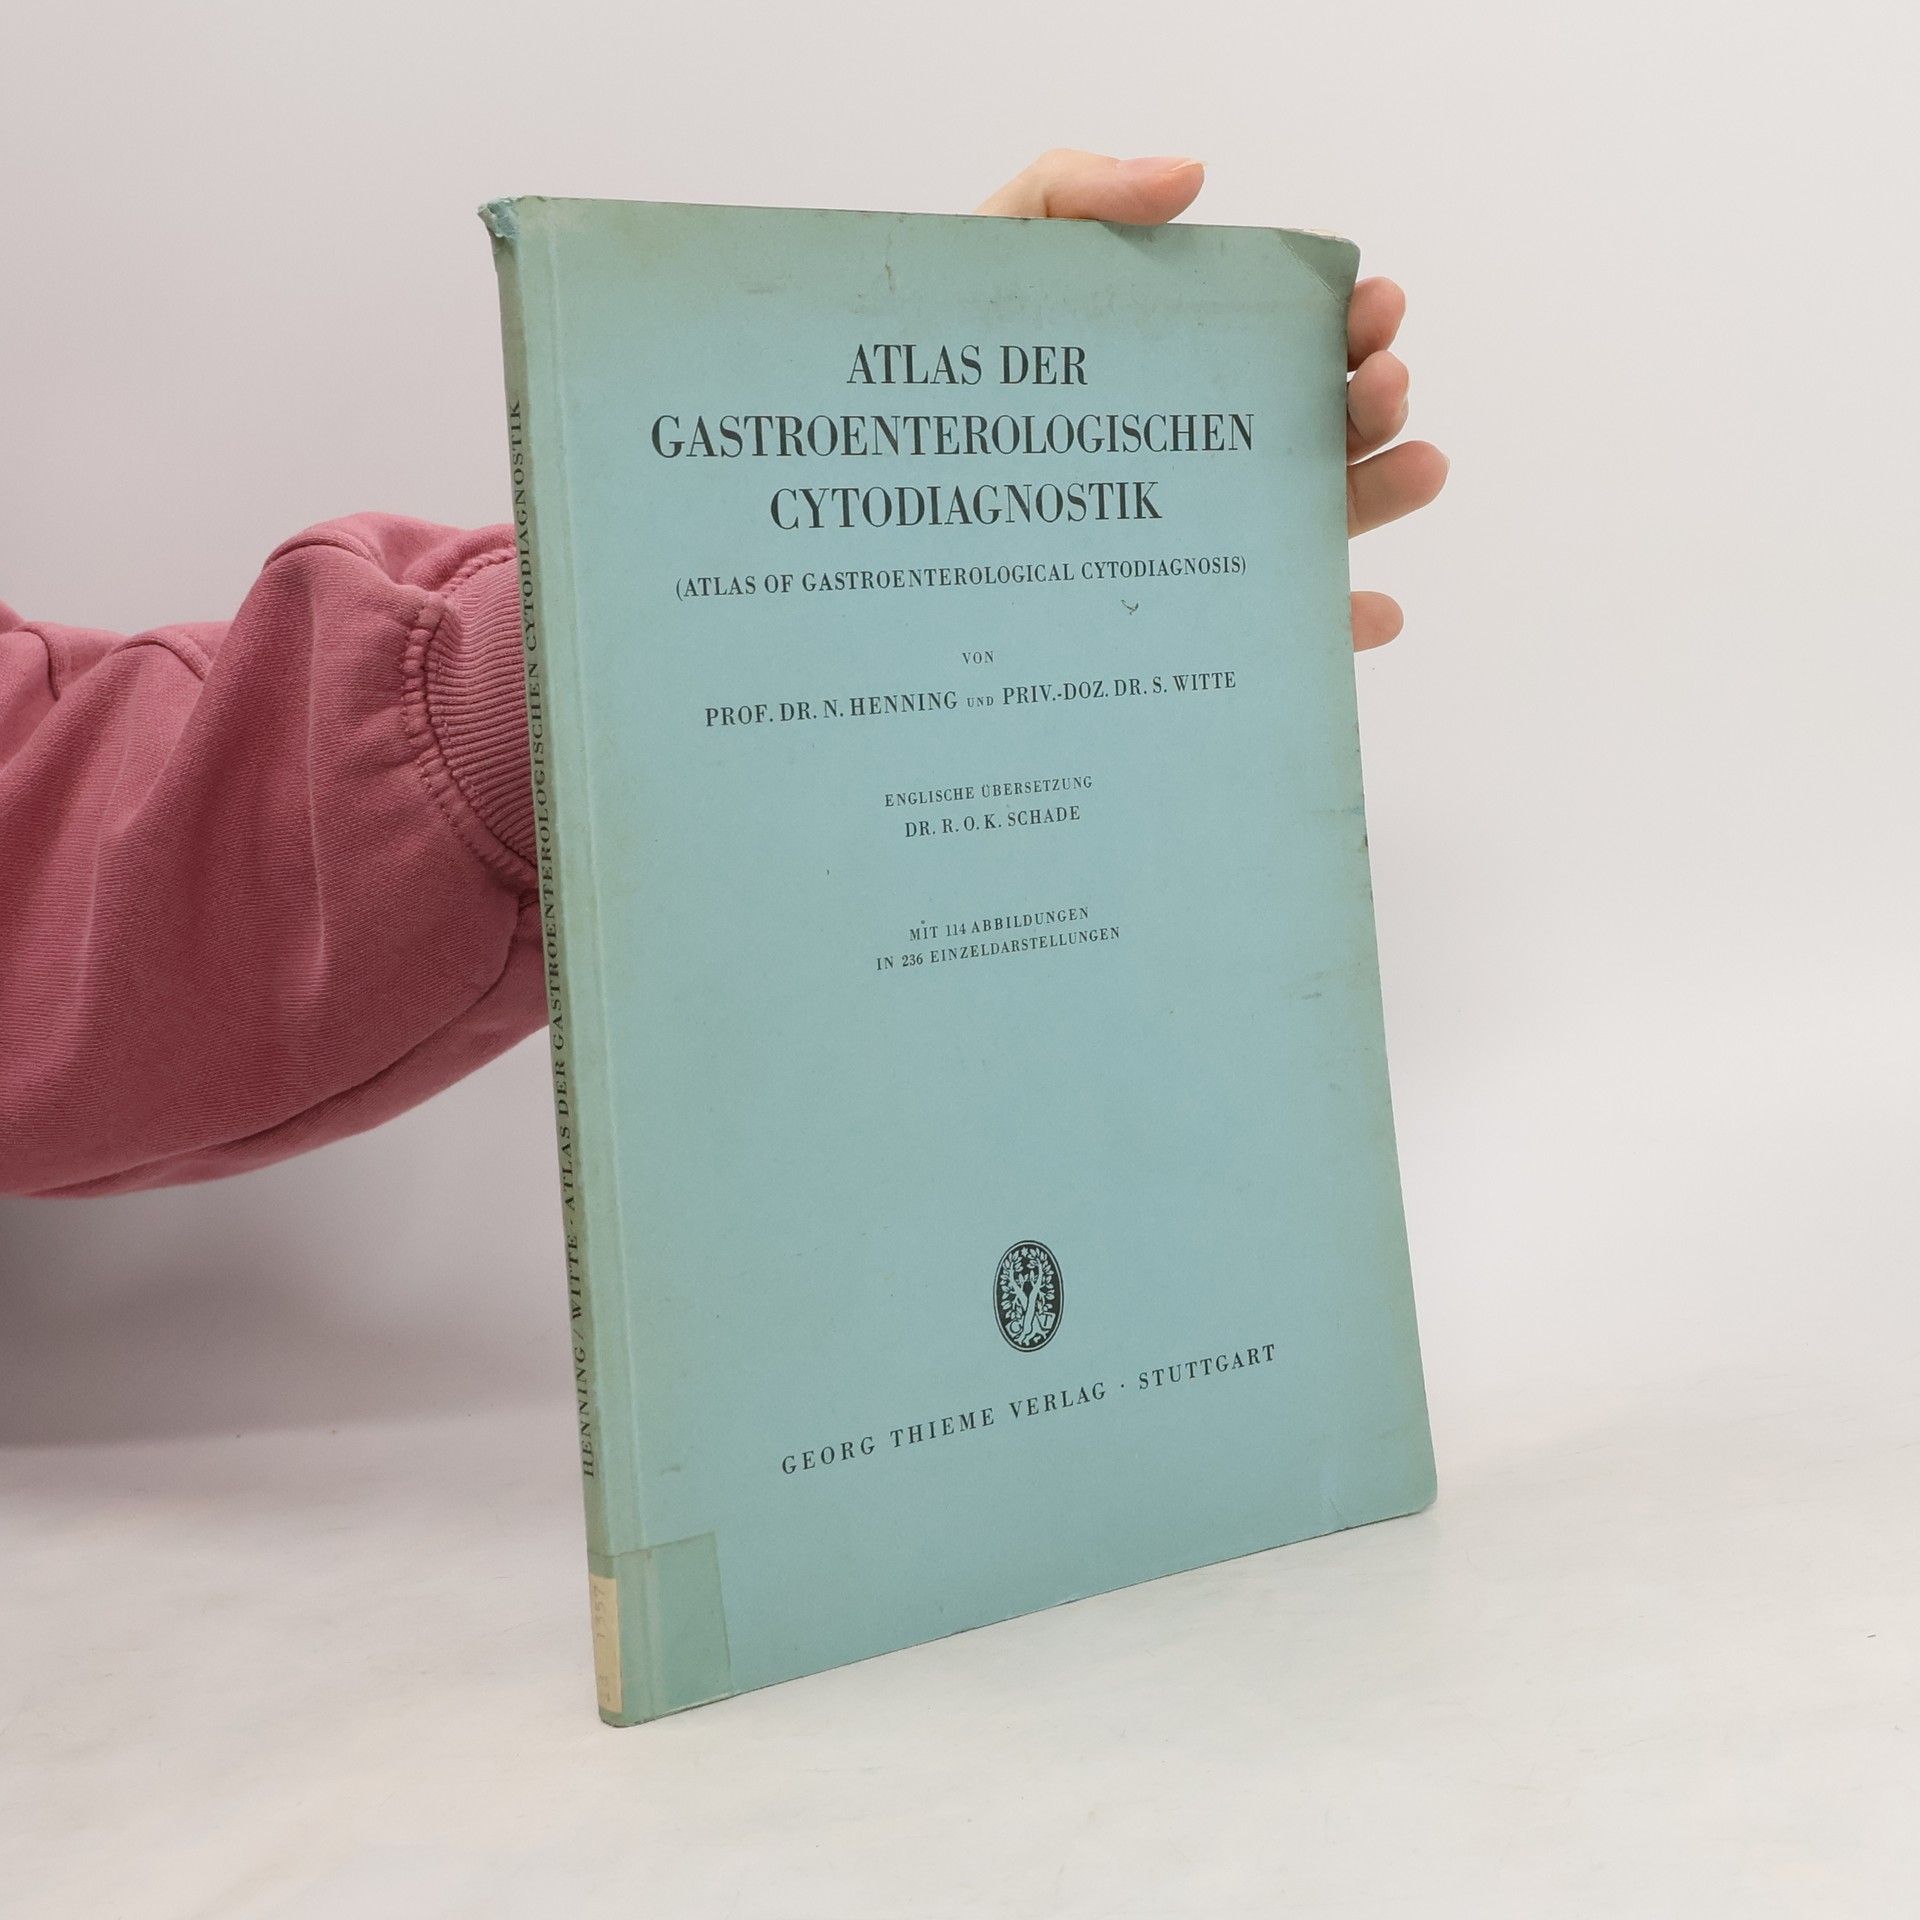 ATLAS DER
GASTROENTEROLOGISCHEN
CYTODIAGNOSTIK
(ATLAS OF GASTROENTEROLOGICAL CYTODIAGNOSIS)
VON
PROF. DR. N. HENNING UND PRIV.-DOZ. DR. S. WITTE
ENGLISCHE ÜBERSETZUNG
DR. R. O. K. SCHADE
MIT 114 ABBILDUNGEN
IN 236 EINZELDARSTELLUNGEN
G T
GEORG THIEME VERLAG · STUTTGART
HENNING / WITTE · ATLAS DER GASTROENTEROLOGISCHEN CYTODIAGNOSTIK
1357